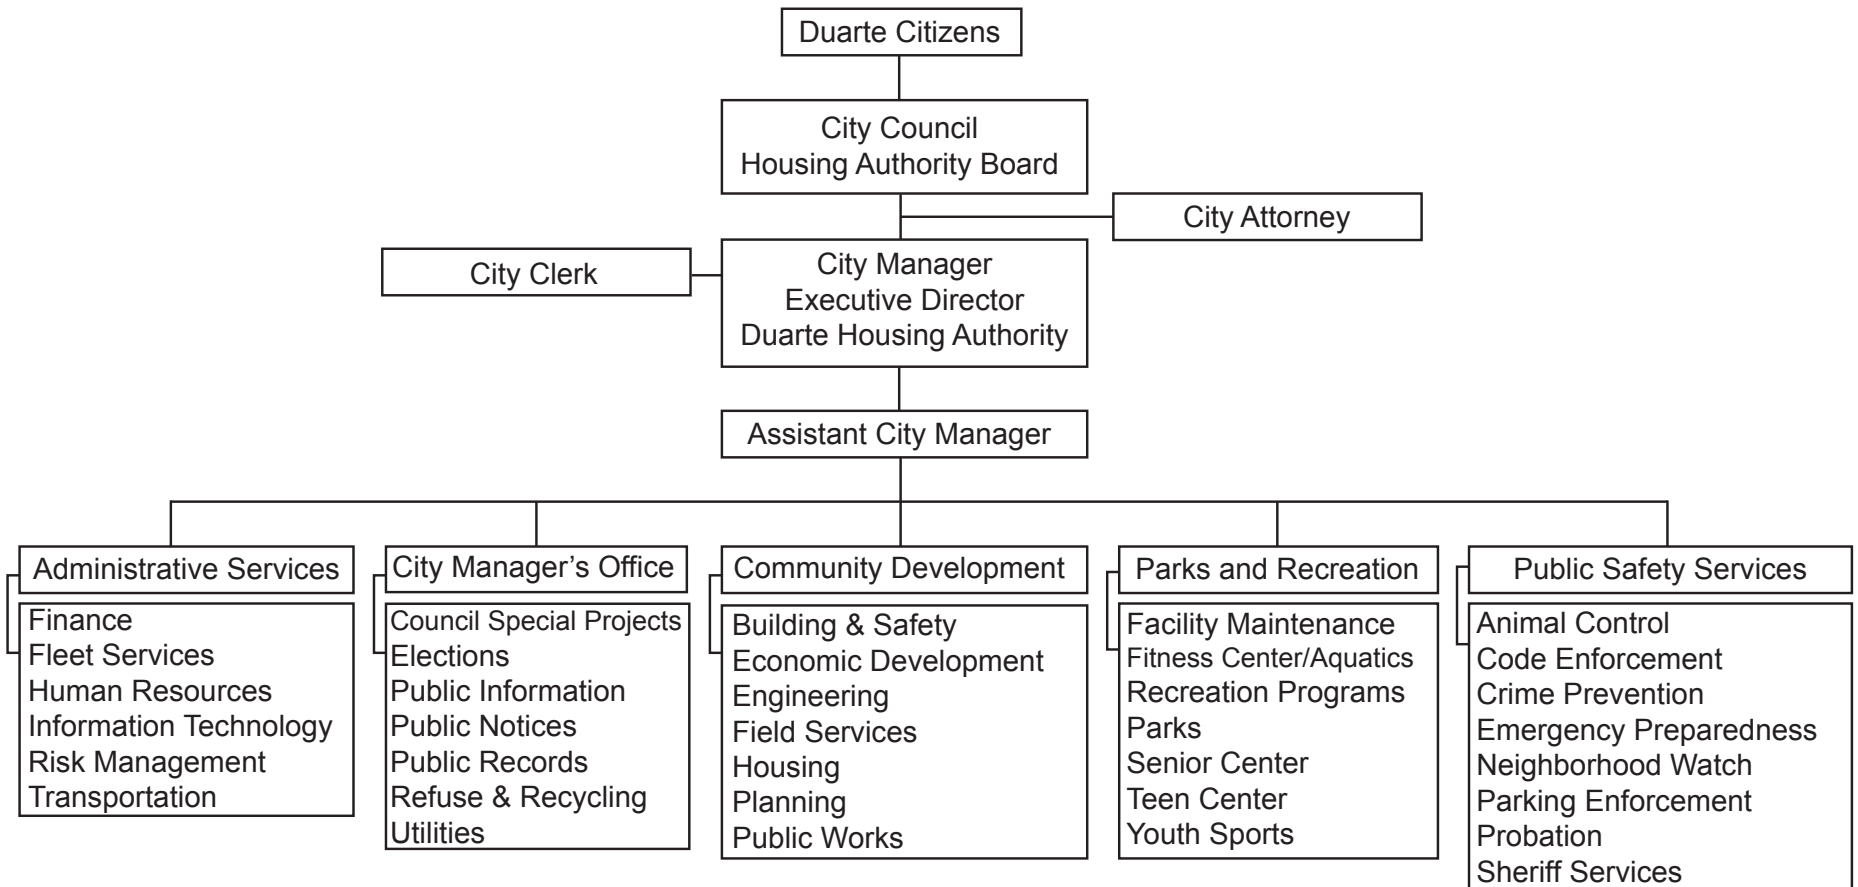 Duarte Citizens
City Council
Housing Authority Board
City Attorney
City Clerk
City Manager
Executive Director
Duarte Housing Authority
Assistant City Manager
Administrative Services
Finance
Fleet Services
Human Resources
Information Technology
Risk Management
Transportation
City Manager’s Office
Council Special Projects
Elections
Public Information
Public Notices
Public Records
Refuse & Recycling
Utilities
Community Development
Building & Safety
Economic Development
Engineering
Field Services
Housing
Planning
Public Works
Parks and Recreation
Facility Maintenance
Fitness Center/Aquatics
Recreation Programs
Parks
Senior Center
Teen Center
Youth Sports
Public Safety Services
Animal Control
Code Enforcement
Crime Prevention
Emergency Preparedness
Neighborhood Watch
Parking Enforcement
Probation
Sheriff Services